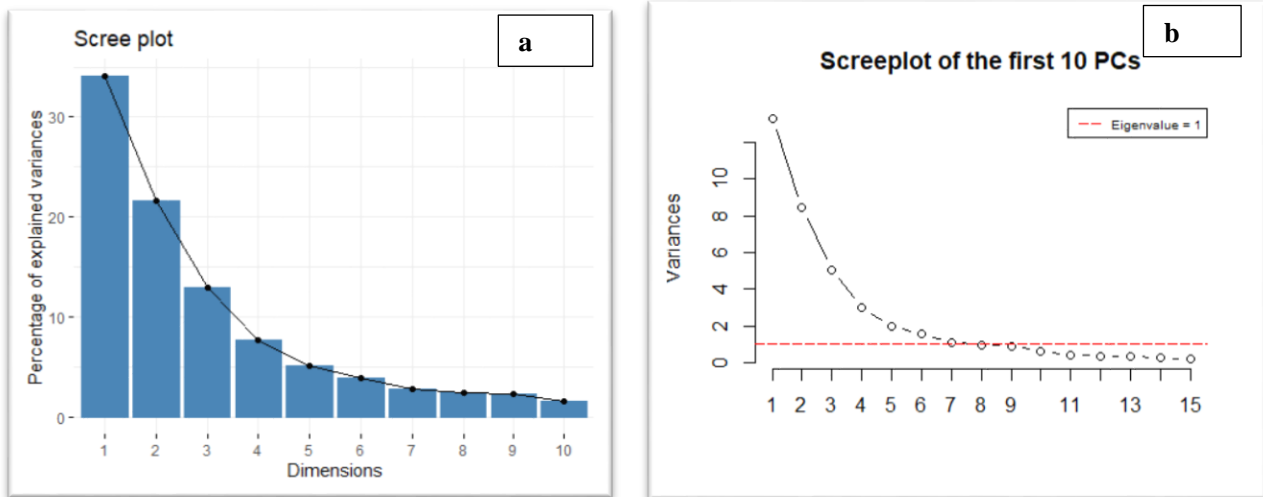 a
Scree plot
Percentage of explained variances
30
20
10
0
1 2 3 4 5 6 7 8 9 10
Dimensions
b
Screeplot of the first 10 PCs
Eigenvalue = 1
Variances
10
8
6
4
2
0
1 2 3 4 5 6 7 8 9 11 13 15